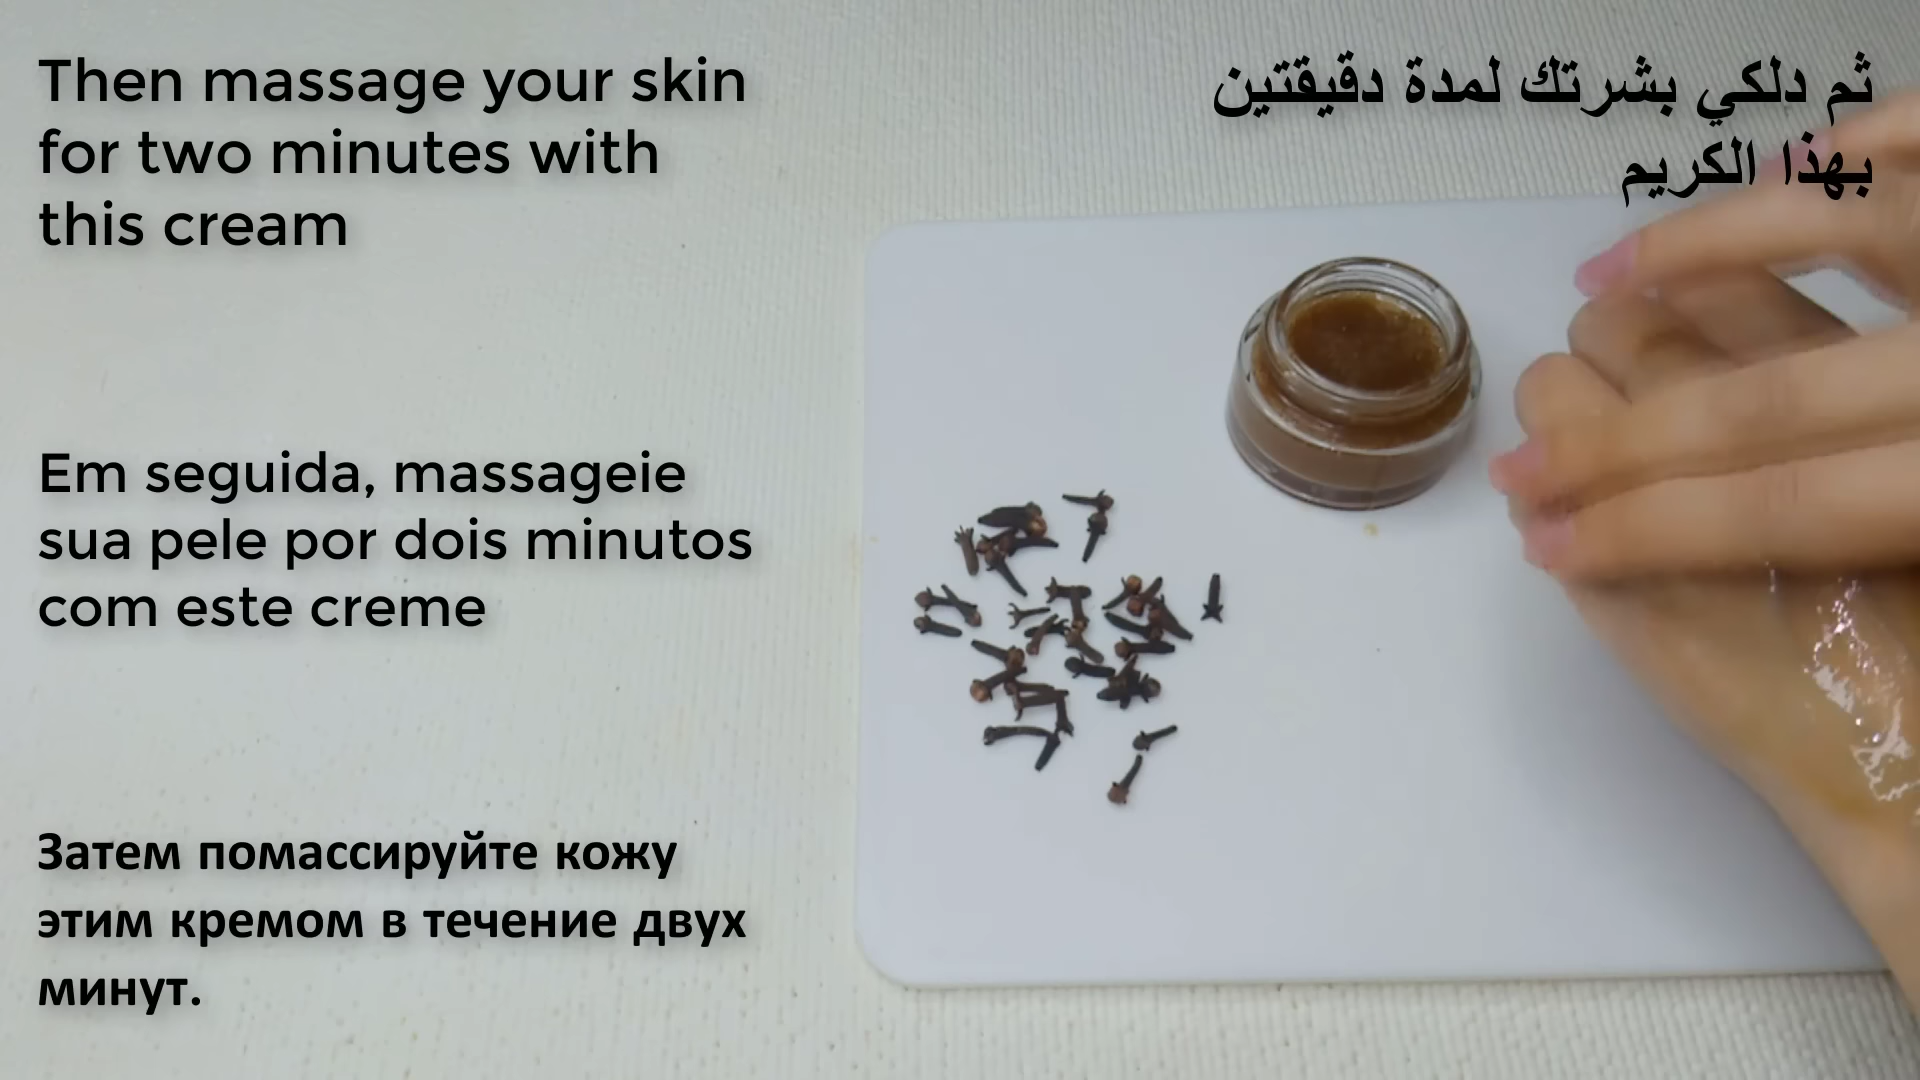 Then massage your skin
for two minutes with
this cream
ثم دلكي بشرتك لمدة دقيقتين
بهذا الكريم
Em seguida, massageie
sua pele por dois minutos
com este creme
Затем помассируйте кожу
этим кремом в течение двух
минут.